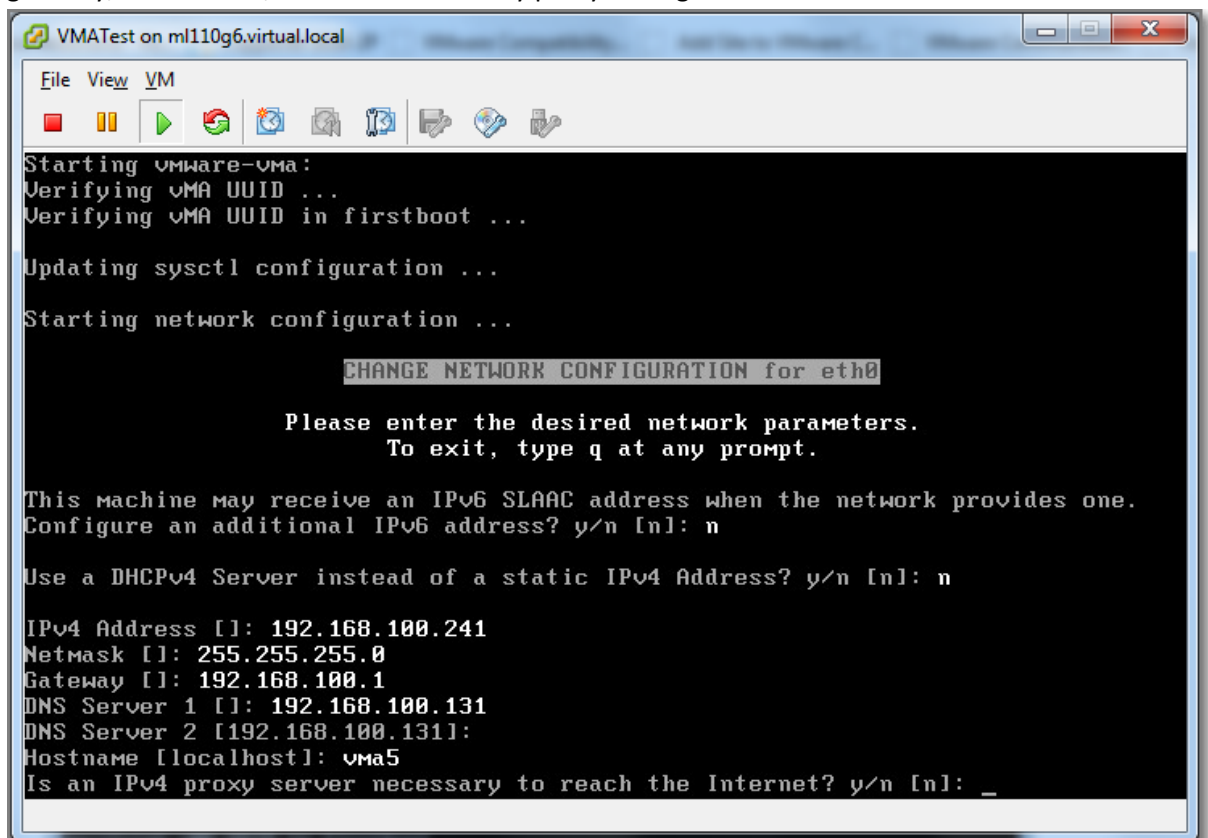 VMATest on ml110g6.virtual.local
File View VM
Starting vmware-vma:
Verifying vMA UUID ...
Verifying vMA UUID in firstboot ...
Updating sysctl configuration ...
Starting network configuration ...
CHANGE NETWORK CONFIGURATION for eth0
Please enter the desired network parameters.
To exit, type q at any prompt.
This machine may receive an IPv6 SLAAC address when the network provides one.
Configure an additional IPv6 address? y/n [n]: n
Use a DHCPv4 Server instead of a static IPv4 Address? y/n [n]: n
IPv4 Address []: 192.168.100.241
Netmask []: 255.255.255.0
Gateway []: 192.168.100.1
DNS Server 1 []: 192.168.100.131
DNS Server 2 [192.168.100.131]:
Hostname [localhost]: vma5
Is an IPv4 proxy server necessary to reach the Internet? y/n [n]: _